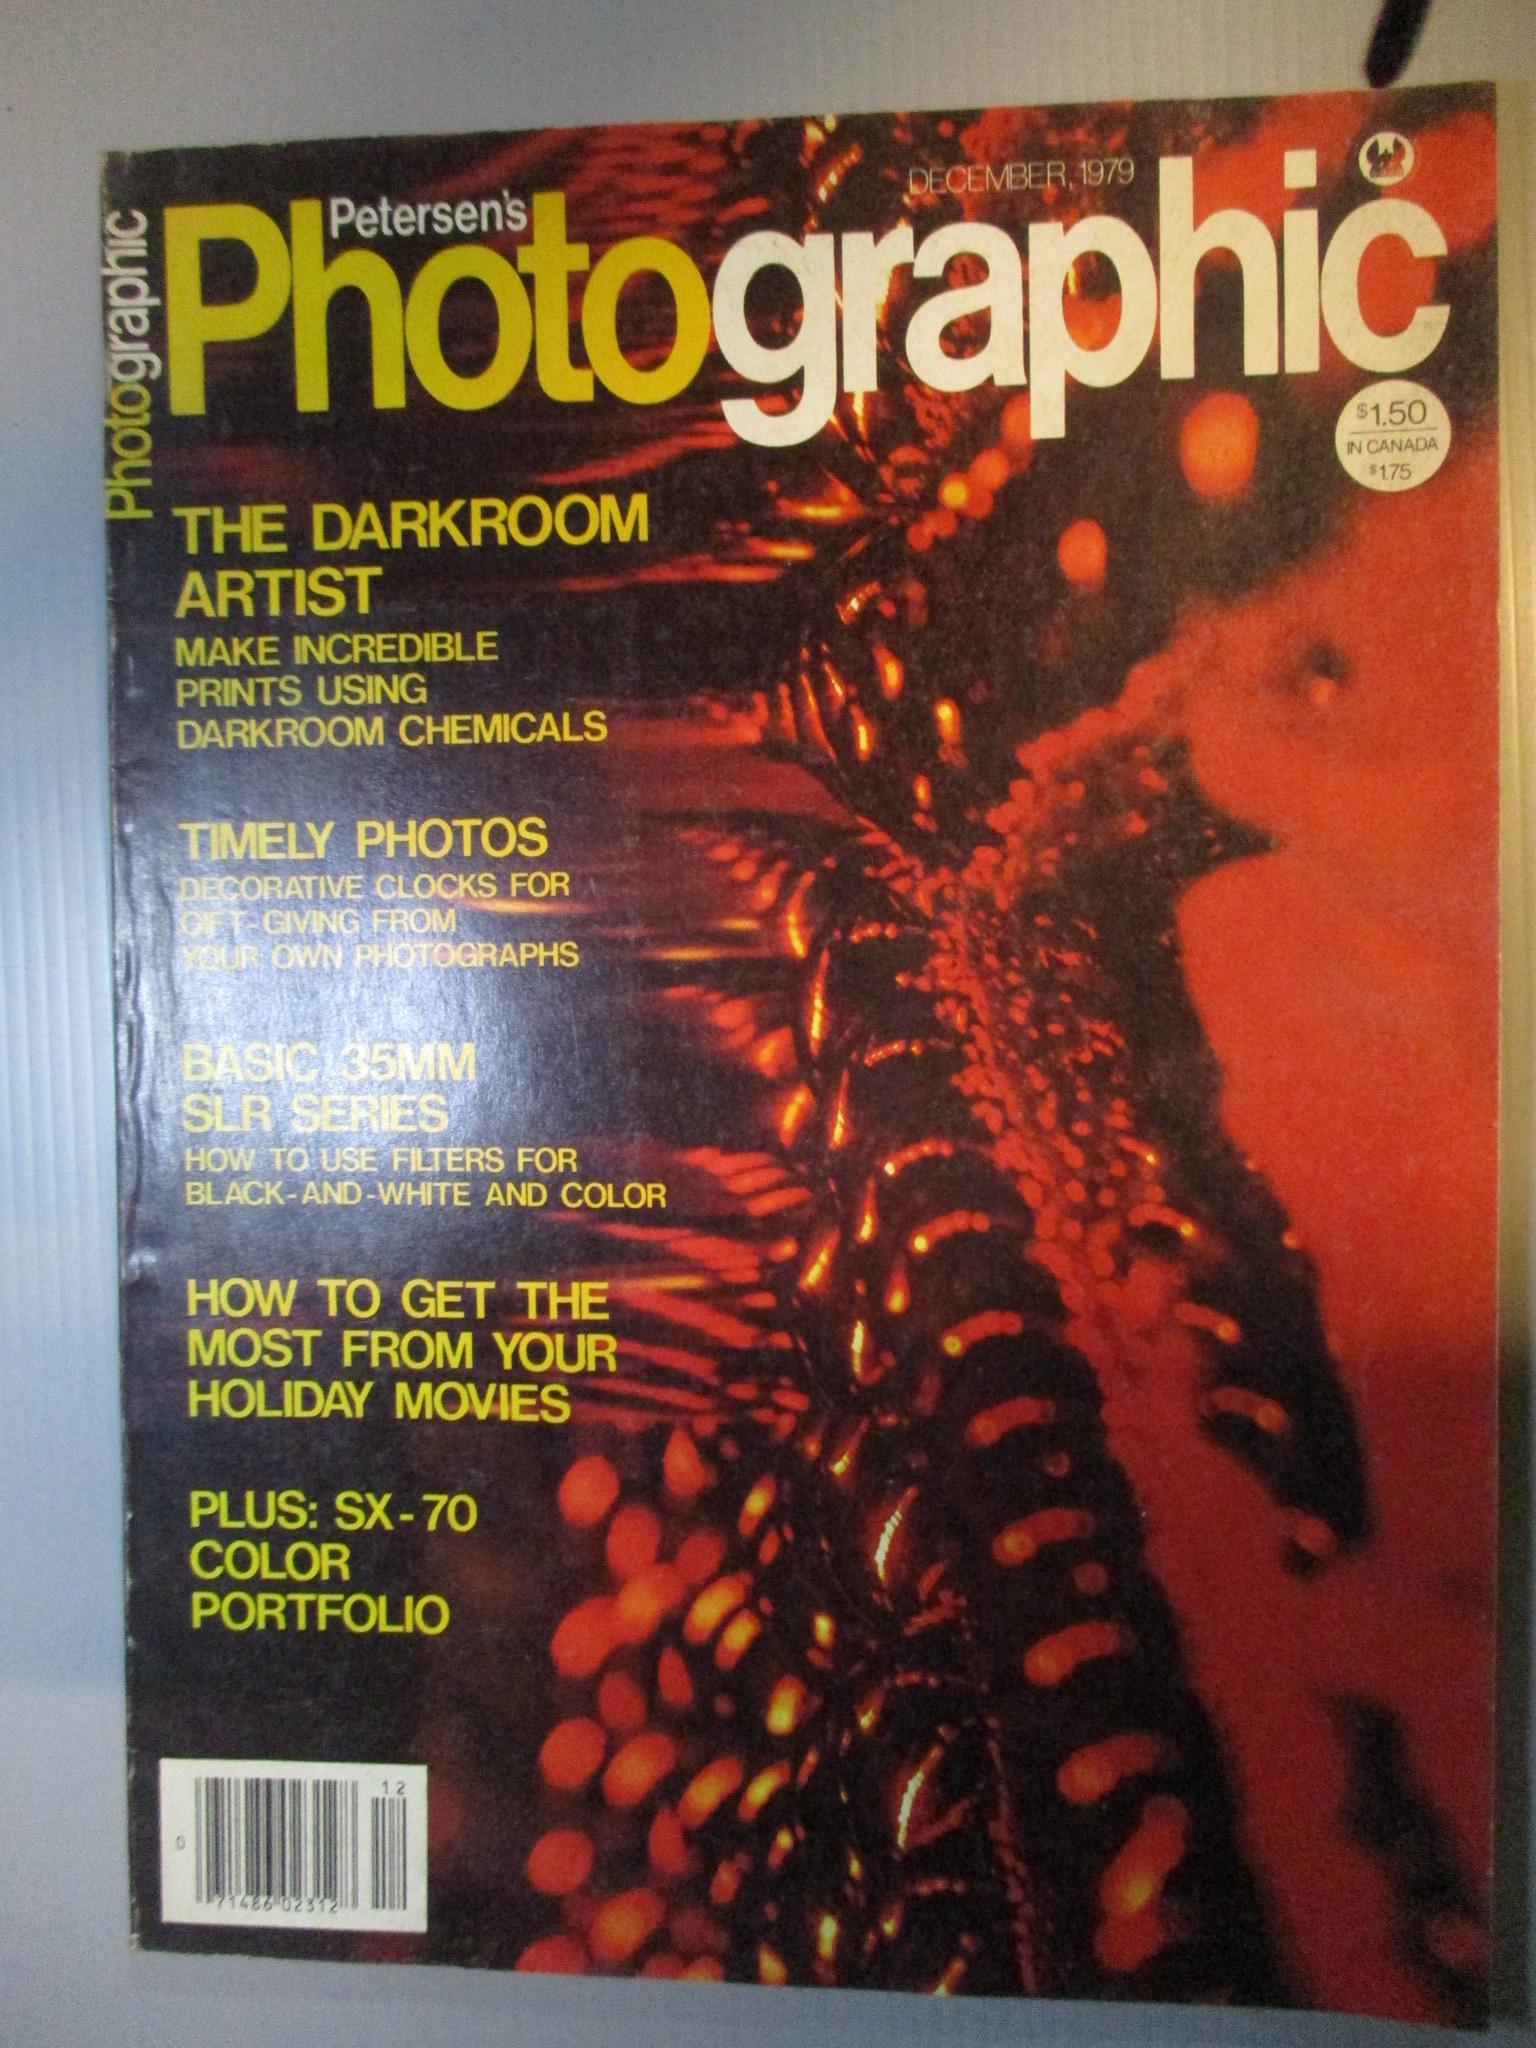 Photographic
Petersen's
Photographic
DECEMBER, 1979
$1.50
IN CANADA
$1.75
THE DARKROOM
ARTIST
MAKE INCREDIBLE
PRINTS USING
DARKROOM CHEMICALS
TIMELY PHOTOS
DECORATIVE CLOCKS FOR
GIFT-GIVING FROM
YOUR OWN PHOTOGRAPHS
BASIC 35MM
SLR SERIES
HOW TO USE FILTERS FOR
BLACK-AND-WHITE AND COLOR
HOW TO GET THE
MOST FROM YOUR
HOLIDAY MOVIES
PLUS: SX-70
COLOR
PORTFOLIO
12
0
71486 02312